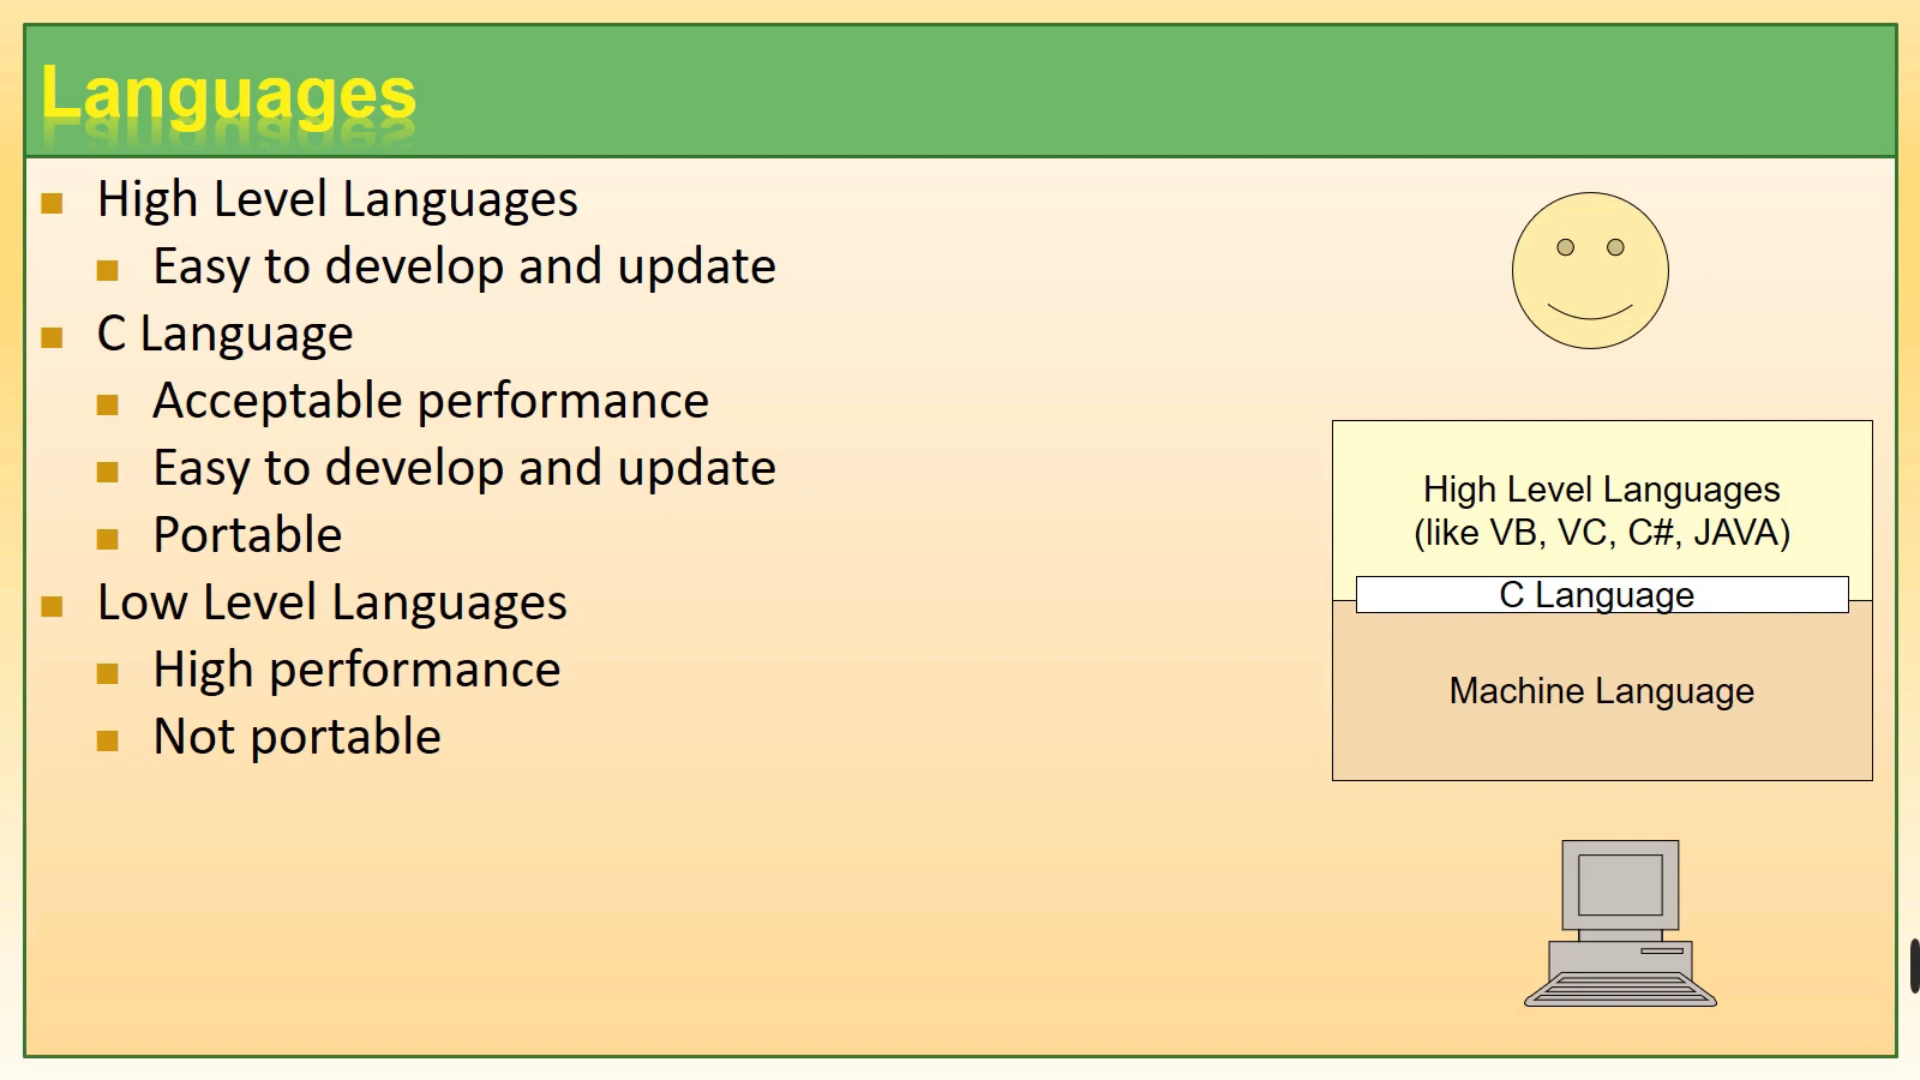 Languages
High Level Languages
Easy to develop and update
C Language
Acceptable performance
Easy to develop and update
Portable
Low Level Languages
High performance
Not portable
High Level Languages
(like VB, VC, C#, JAVA)
C Language
Machine Language